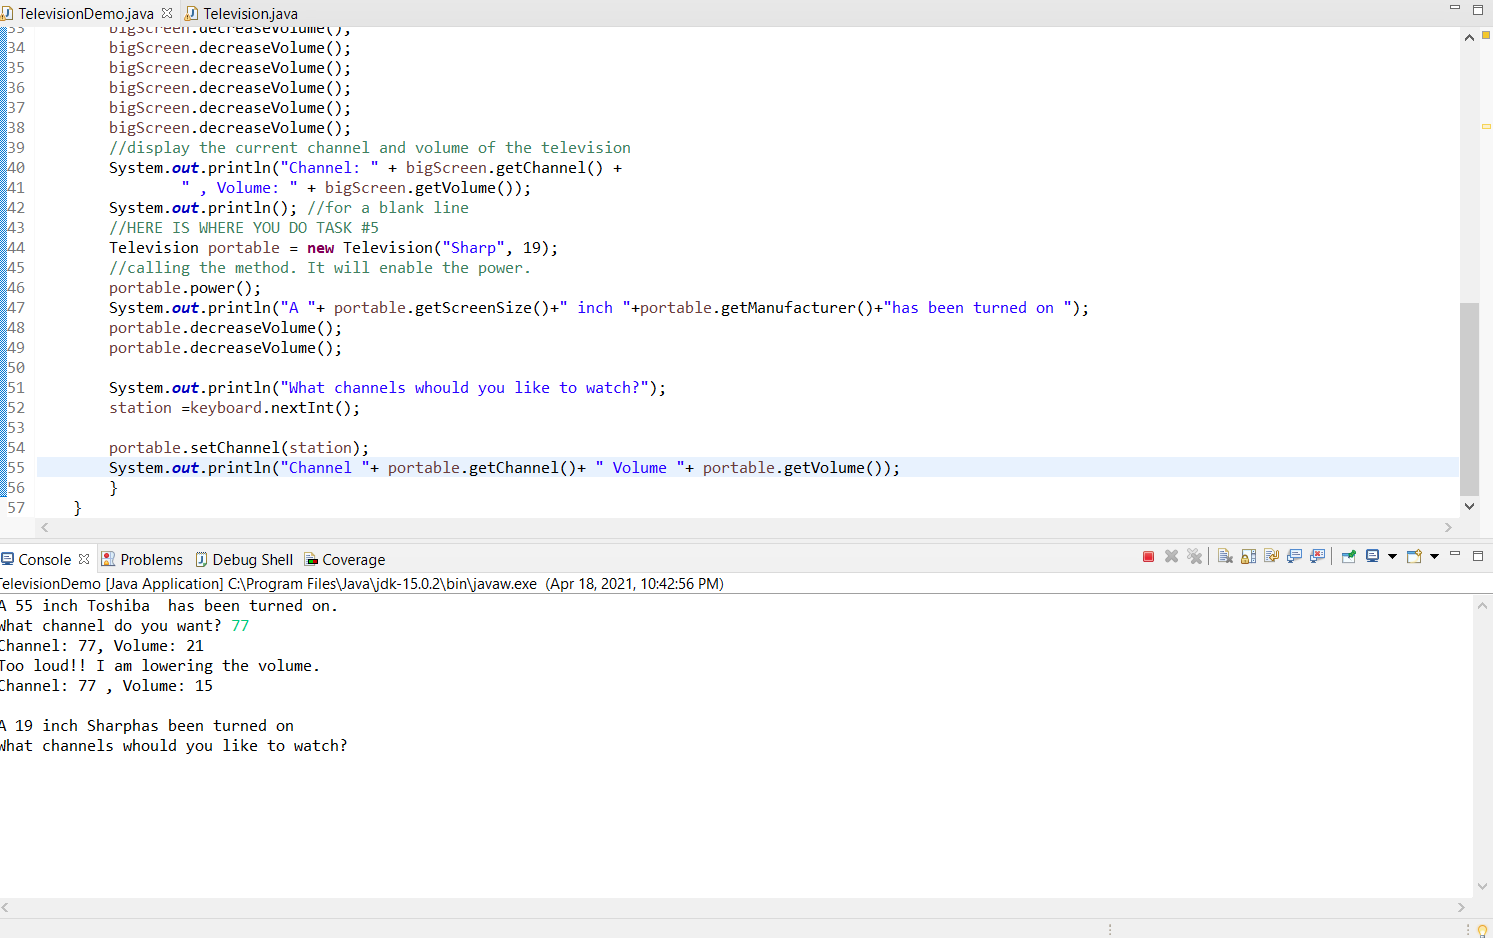 TelevisionDemo.java Television.java
33 bigScreen.decreaseVolume();
34 bigScreen.decreaseVolume();
35 bigScreen.decreaseVolume();
36 bigScreen.decreaseVolume();
37 bigScreen.decreaseVolume();
38 bigScreen.decreaseVolume();
39 //display the current channel and volume of the television
40 System.out.println("Channel: " + bigScreen.getChannel() +
41 " , Volume: " + bigScreen.getVolume());
42 System.out.println(); //for a blank line
43 //HERE IS WHERE YOU DO TASK #5
44 Television portable = new Television("Sharp", 19);
45 //calling the method. It will enable the power.
46 portable.power();
47 System.out.println("A "+ portable.getScreenSize()+" inch "+portable.getManufacturer()+"has been turned on ");
48 portable.decreaseVolume();
49 portable.decreaseVolume();
50
51 System.out.println("What channels whould you like to watch?");
52 station =keyboard.nextInt();
53
54 portable.setChannel(station);
55 System.out.println("Channel "+ portable.getChannel()+ " Volume "+ portable.getVolume());
56 }
57 }
Console Problems Debug Shell Coverage
TelevisionDemo [Java Application] C:\Program Files\Java\jdk-15.0.2\bin\javaw.exe (Apr 18, 2021, 10:42:56 PM)
A 55 inch Toshiba  has been turned on.
What channel do you want? 77
Channel: 77, Volume: 21
Too loud!! I am lowering the volume.
Channel: 77 , Volume: 15
A 19 inch Sharphas been turned on
What channels whould you like to watch?